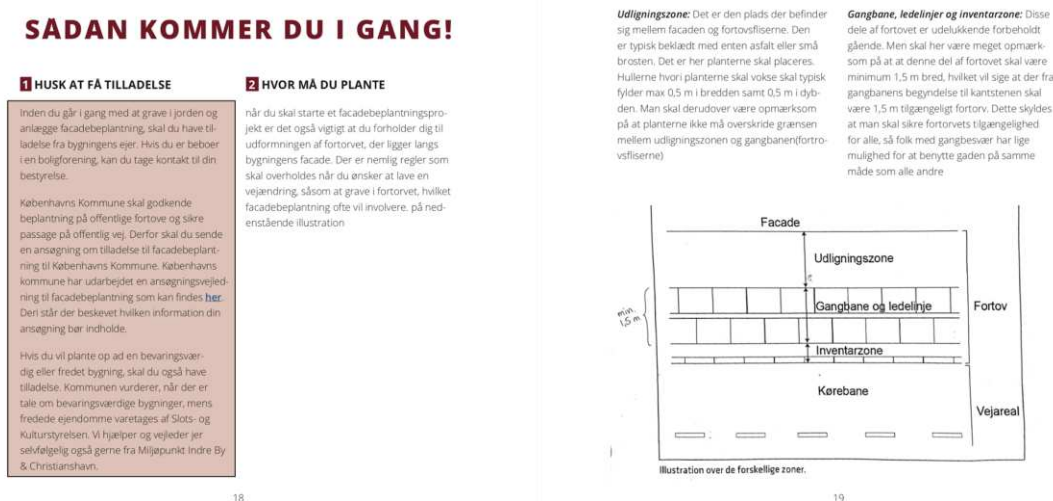 SÅDAN KOMMER DU I GANG!
1 HUSK AT FÅ TILLADELSE
Inden du går i gang med at grave i jorden og
anlægge facadebeplantning, skal du have til-
ladelse fra bygningens ejer. Hvis du er beboer
i en boligforening, kan du tage kontakt til din
bestyrelse.
Københavns Kommune skal godkende
beplantning på offentlige fortove og sikre
passage på offentlig vej. Derfor skal du sende
en ansøgning om tilladelse til facadebeplant-
ning til Københavns Kommune. Københavns
kommune har udarbejdet en ansøgningsvejled-
ning til facadebeplantning som kan findes her.
Deri står der beskevet hvilken information din
ansøgning bør indholde.
Hvis du vil plante op ad en bevaringsvær-
dig eller fredet bygning, skal du også have
tilladelse. Kommunen vurderer, når der er
tale om bevaringsværdige bygninger, mens
fredede ejendomme varetages af Slots- og
Kulturstyrelsen. Vi hjælper og vejleder jer
selvfølgelig også gerne fra Miljøpunkt Indre By
& Christianshavn.
2 HVOR MÅ DU PLANTE
når du skal starte et facadebeplantningspro-
jekt er det også vigtigt at du forholder dig til
udformningen af fortovet, der ligger langs
bygningens facade. Der er nemlig regler som
skal overholdes når du ønsker at lave en
vejændring, såsom at grave i fortorvet, hvilket
facadebeplantning ofte vil involvere. på ned-
enstående illustration
18
Udligningszone: Det er den plads der befinder
sig mellem facaden og fortovsfliserne. Den
er typisk beklædt med enten asfalt eller små
brosten. Det er her planterne skal placeres.
Hullerne hvori planterne skal vokse skal typisk
fylder max 0,5 m i bredden samt 0,5 m i dyb-
den. Man skal derudover være opmærksom
på at planterne ikke må overskride grænsen
mellem udligningszonen og gangbanen(fortro-
vsfliserne)
Gangbane, ledelinjer og inventarzone: Disse
dele af fortovet er udelukkende forbeholdt
gående. Men skal her være meget opmærk-
som på at at denne del af fortovet skal være
minimum 1,5 m bred, hvilket vil sige at der fra
gangbanens begyndelse til kantstenen skal
være 1,5 m tilgængeligt fortorv. Dette skyldes
at man skal sikre fortorvets tilgængelighed
for alle, så folk med gangbesvær har lige
mulighed for at benytte gaden på samme
måde som alle andre
Facade
Udligningszone
min.
1,5 m
Gangbane og ledelinje
Fortov
Inventarzone
Kørebane
Vejareal
Illustration over de forskellige zoner.
19